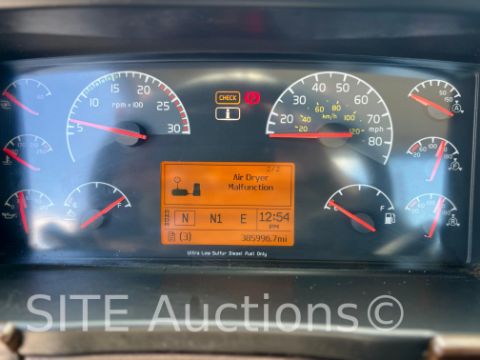 5 10 15 20 25 30
rpm × 100
CHECK
i
20 30 40 50 60 70 80
20 40 60 80 100 120
km/h
mph
2/2
Air Dryer
Malfunction
N N1 E 12:54
pm
(3) 385996.7mi
F
F
Ultra Low Sulfur Diesel Fuel Only
SITE Auctions©